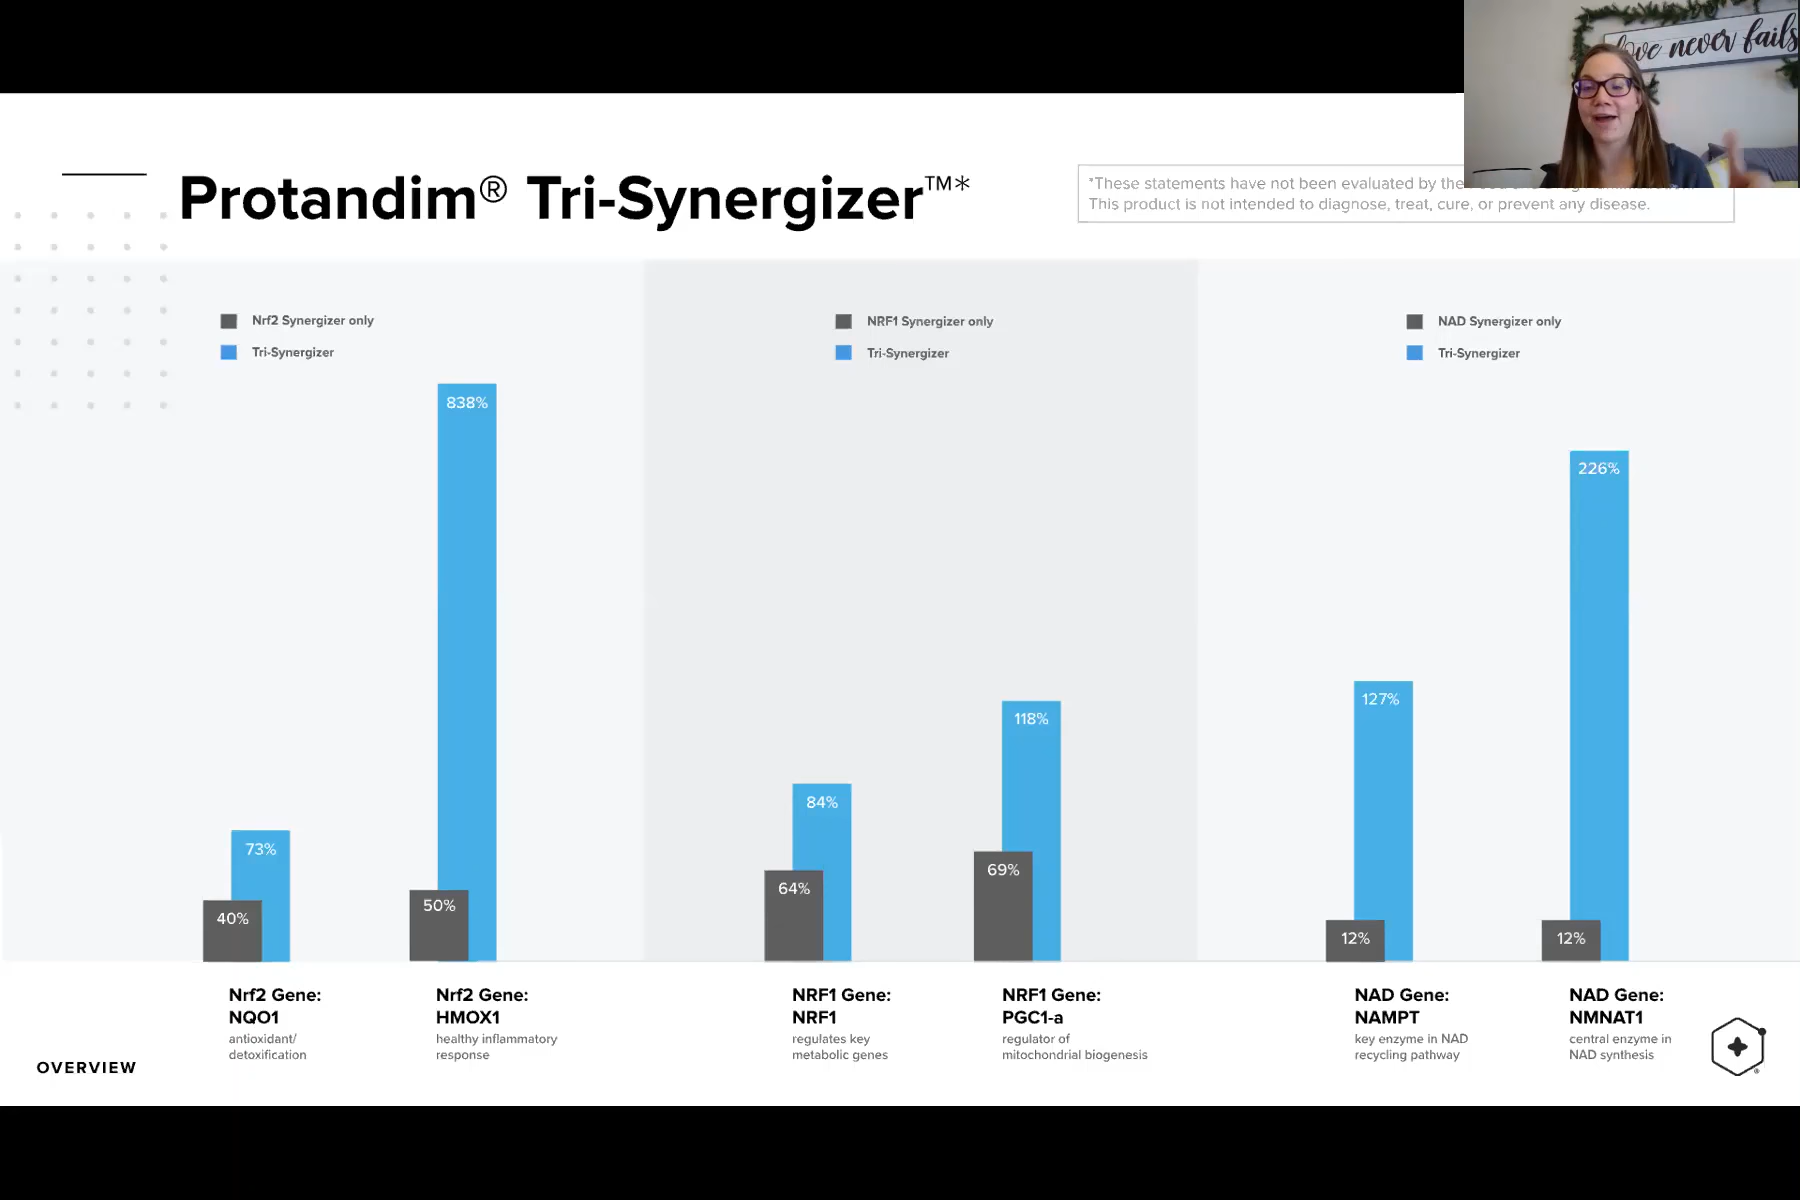 love never fails
Protandim® Tri-Synergizer™*
*These statements have not been evaluated by the
This product is not intended to diagnose, treat, cure, or prevent any disease.
Nrf2 Synergizer only
Tri-Synergizer
NRF1 Synergizer only
Tri-Synergizer
NAD Synergizer only
Tri-Synergizer
40%
73%
50%
838%
64%
84%
69%
118%
12%
127%
12%
226%
Nrf2 Gene:
NQO1
antioxidant/
detoxification
Nrf2 Gene:
HMOX1
healthy inflammatory
response
NRF1 Gene:
NRF1
regulates key
metabolic genes
NRF1 Gene:
PGC1-a
regulator of
mitochondrial biogenesis
NAD Gene:
NAMPT
key enzyme in NAD
recycling pathway
NAD Gene:
NMNAT1
central enzyme in
NAD synthesis
OVERVIEW
®